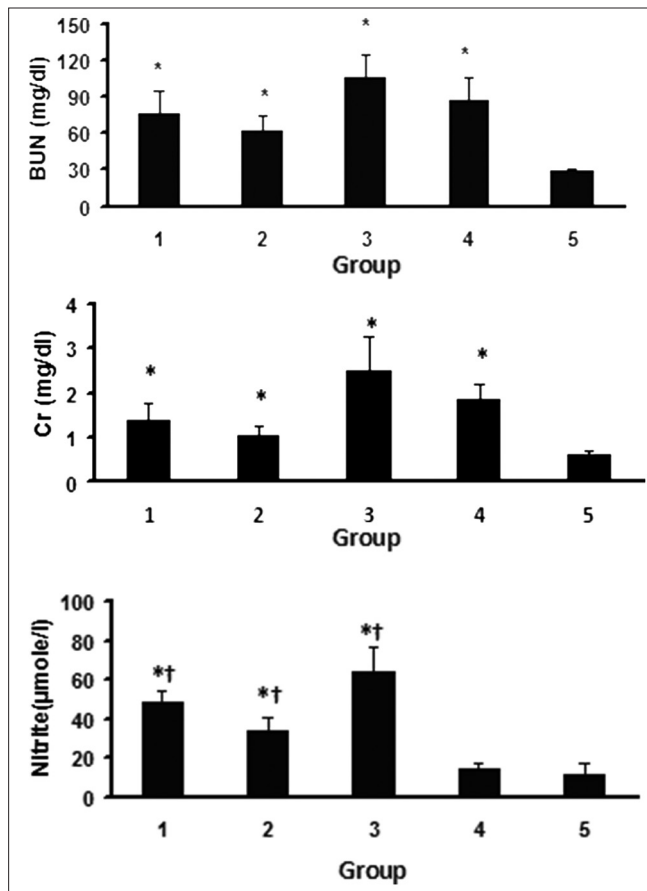 BUN (mg/dl)
150
120
90
60
30
0
* * * *
1 2 3 4 5
Group
Cr (mg/dl)
4
3
2
1
0
* * * *
1 2 3 4 5
Group
Nitrite(µmole/l)
100
80
60
40
20
0
*† *† *†
1 2 3 4 5
Group